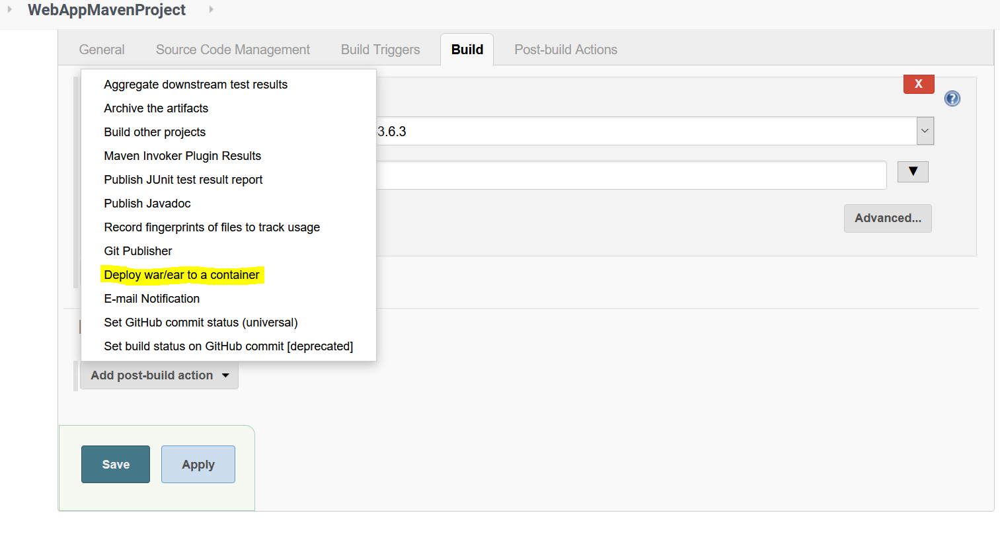 WebAppMavenProject
General Source Code Management Build Triggers Build Post-build Actions
X
?
3.6.3
Advanced...
Aggregate downstream test results
Archive the artifacts
Build other projects
Maven Invoker Plugin Results
Publish JUnit test result report
Publish Javadoc
Record fingerprints of files to track usage
Git Publisher
Deploy war/ear to a container
E-mail Notification
Set GitHub commit status (universal)
Set build status on GitHub commit [deprecated]
Add post-build action
Save Apply